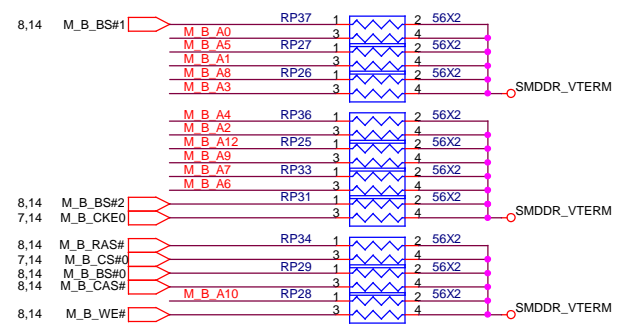 8,14 M_B_BS#1 RP37 1 2 56X2
M_B_A0 3 4
M_B_A5 RP27 1 2 56X2
M_B_A1 3 4
M_B_A8 RP26 1 2 56X2
M_B_A3 3 4 SMDDR_VTERM
M_B_A4 RP36 1 2 56X2
M_B_A2 3 4
M_B_A12 RP25 1 2 56X2
M_B_A9 3 4
M_B_A7 RP33 1 2 56X2
M_B_A6 3 4
8,14 M_B_BS#2 RP31 1 2 56X2
7,14 M_B_CKE0 3 4 SMDDR_VTERM
8,14 M_B_RAS# RP34 1 2 56X2
7,14 M_B_CS#0 3 4
8,14 M_B_BS#0 RP29 1 2 56X2
8,14 M_B_CAS# 3 4
M_B_A10 RP28 1 2 56X2
8,14 M_B_WE# 3 4 SMDDR_VTERM